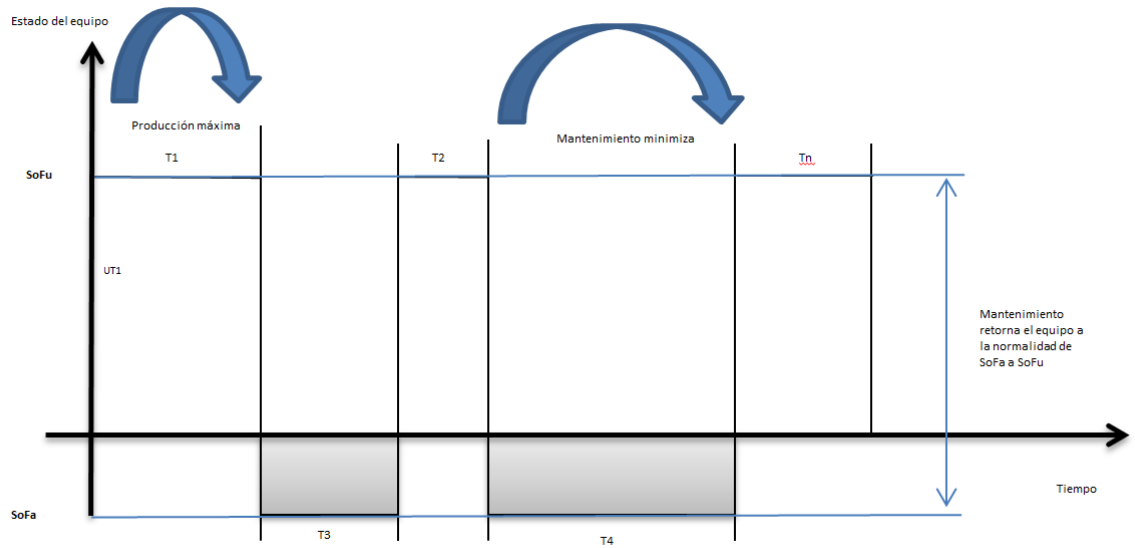 Estado del equipo
Producción máxima
Mantenimiento minimiza
T1
T2
Tn
SoFu
UT1
Mantenimiento
retorna el equipo a
la normalidad de
SoFa a SoFu
Tiempo
SoFa
T3
T4